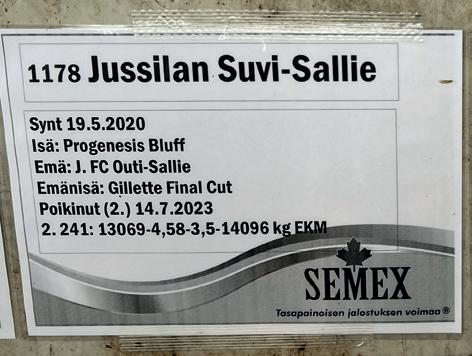 1178 Jussilan Suvi-Sallie
Synt 19.5.2020
Isä: Progenesis Bluff
Emä: J. FC Outi-Sallie
Emänisä: Gillette Final Cut
Poikinut (2.) 14.7.2023
2. 241: 13069-4,58-3,5-14096 kg EKM
SEMEX
Tasapainoisen jalostuksen voimaa®